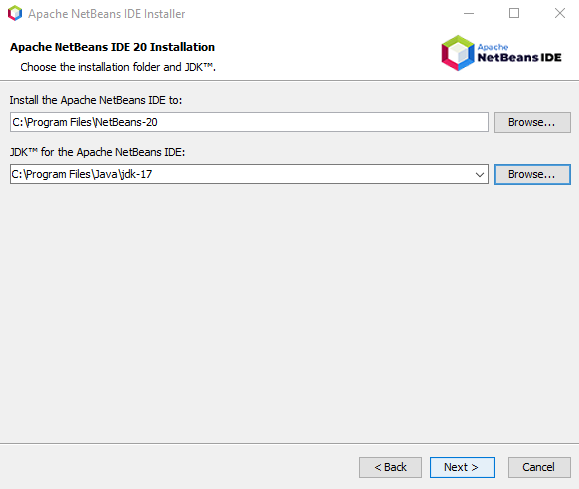 Apache NetBeans IDE Installer
Apache NetBeans IDE 20 Installation
Choose the installation folder and JDK™.
Apache
NetBeans IDE
Install the Apache NetBeans IDE to:
C:\Program Files\NetBeans-20
Browse...
JDK™ for the Apache NetBeans IDE:
C:\Program Files\Java\jdk-17
Browse...
< Back
Next >
Cancel